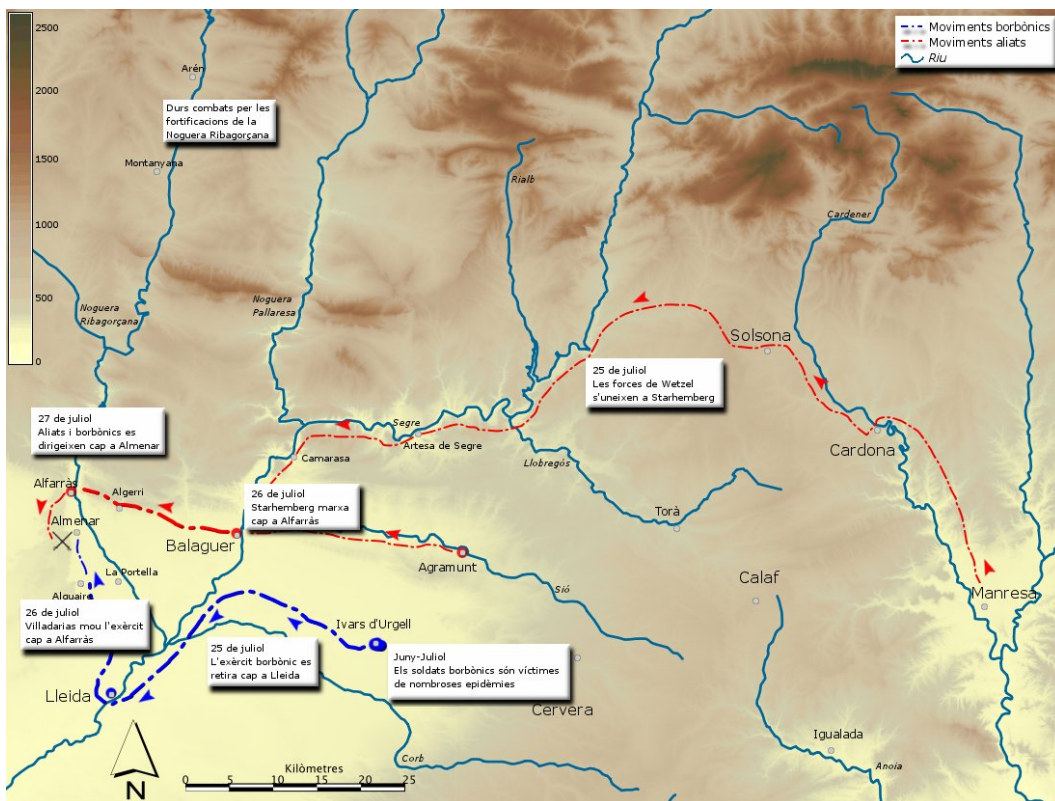 2500
2000
1500
1000
500
0
Moviments borbònics
Moviments aliats
Riu
Arén
Durs combats per les
fortificacions de la
Noguera Ribagorçana
Montanyana
Rialb
Cardener
Noguera
Ribagorçana
Noguera
Pallaresa
Solsona
25 de juliol
Les forces de Wetzel
s'uneixen a Starhemberg
27 de juliol
Aliats i borbònics es
dirigeixen cap a Almenar
Segre
Artesa de Segre
Cardona
Camarasa
Llobregós
Alfarràs
Algerri
26 de juliol
Starhemberg marxa
cap a Alfarràs
Almenar
Torà
Balaguer
Agramunt
La Portella
Alguaire
Calaf
Sió
Manresa
26 de juliol
Villadarias mou l'exèrcit
cap a Alfarràs
Ivars d'Urgell
25 de juliol
L'exèrcit borbònic es
retira cap a Lleida
Juny-Juliol
Els soldats borbònics són víctimes
de nombroses epidèmies
Lleida
Cervera
Igualada
Corb
Anoia
Kilòmetres
0 5 10 15 20 25
N